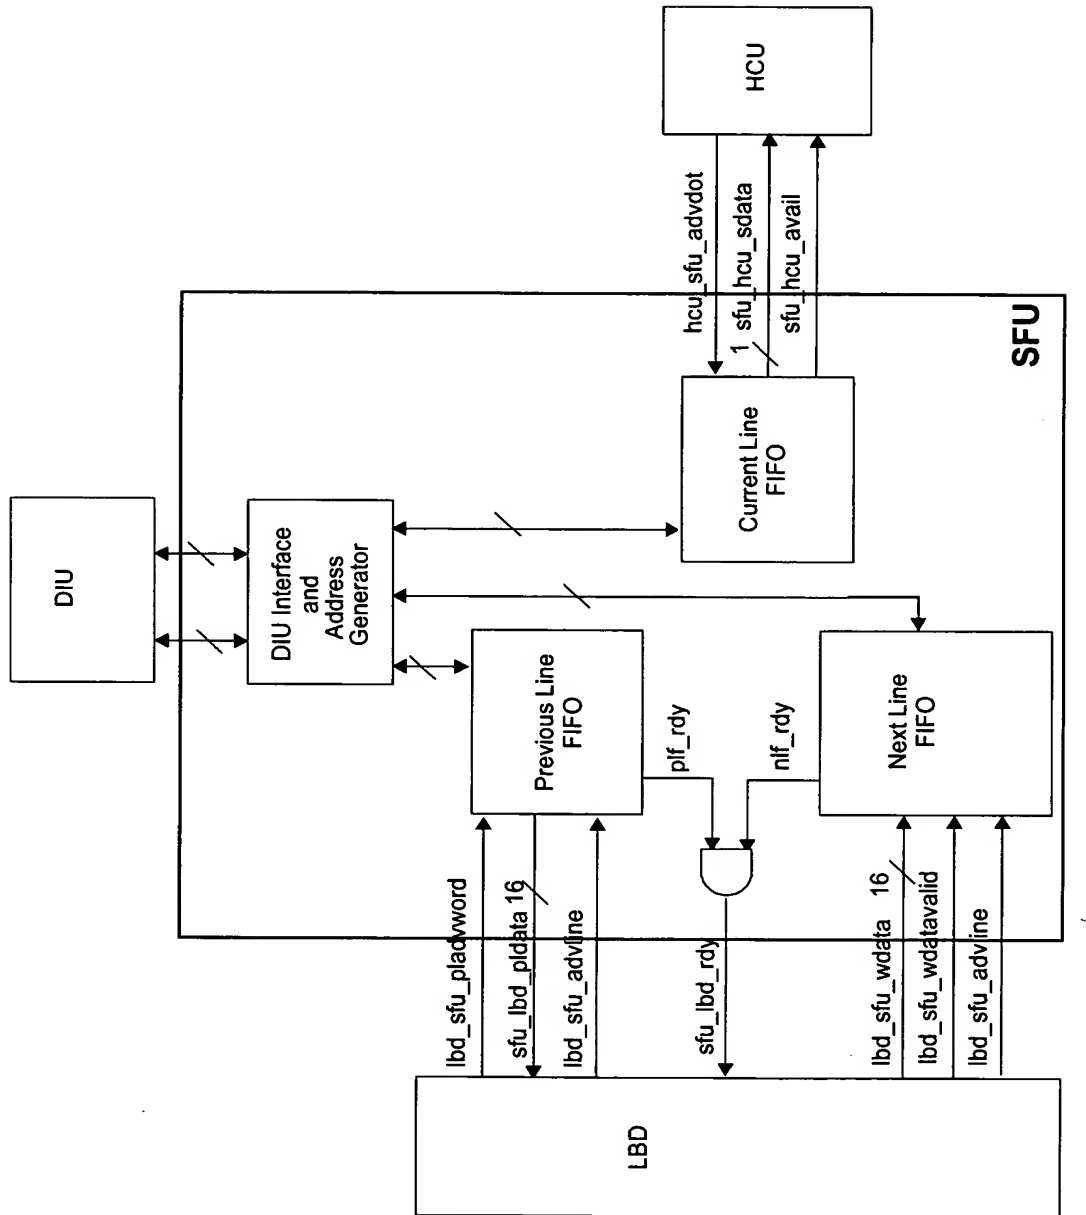 HCU
hcu_sfu_advdot
1 sfu_hcu_sdata
sfu_hcu_avail
SFU
DIU
DIU Interface
and
Address
Generator
Current Line
FIFO
Previous Line
FIFO
plf_rdy
nlf_rdy
Next Line
FIFO
lbd_sfu_pladvword
sfu_lbd_pldata 16
lbd_sfu_advline
sfu_lbd_rdy
lbd_sfu_wdata 16
lbd_sfu_wdatavalid
lbd_sfu_advline
LBD